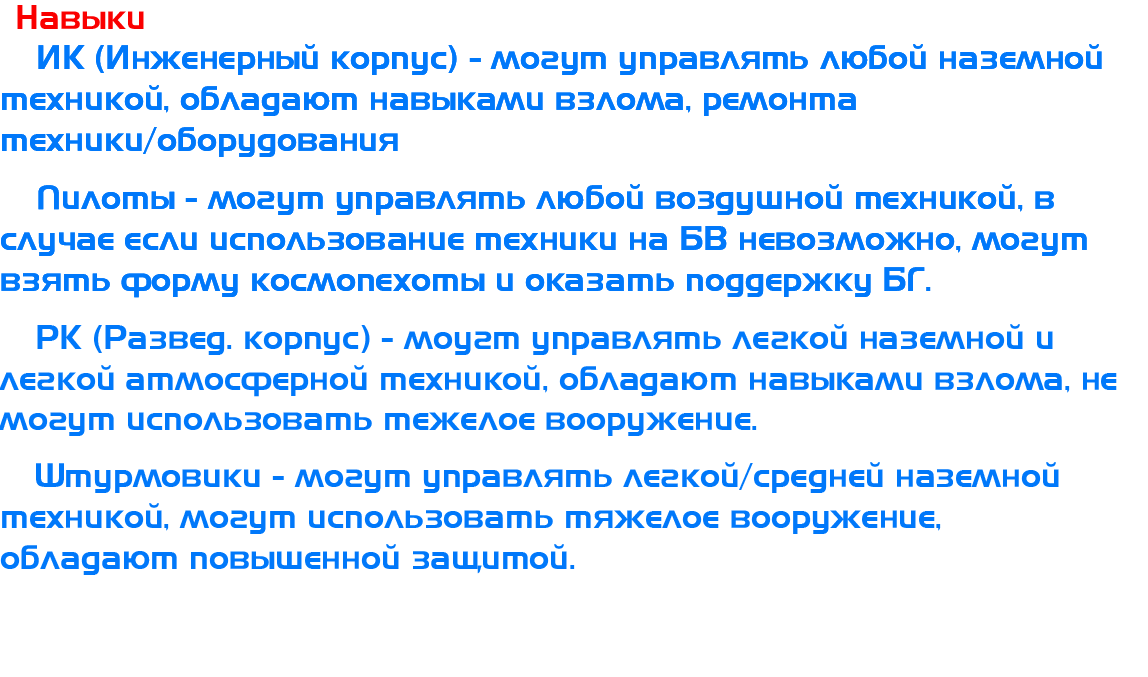 Навыки
ИК (Инженерный корпус) - могут управлять любой наземной
техникой, обладают навыками взлома, ремонта
техники/оборудования
Пилоты - могут управлять любой воздушной техникой, в
случае если использование техники на БВ невозможно, могут
взять форму космопехоты и оказать поддержку БГ.
РК (Развед. корпус) - моугт управлять легкой наземной и
легкой атмосферной техникой, обладают навыками взлома, не
могут использовать тежелое вооружение.
Штурмовики - могут управлять легкой/средней наземной
техникой, могут использовать тяжелое вооружение,
обладают повышенной защитой.